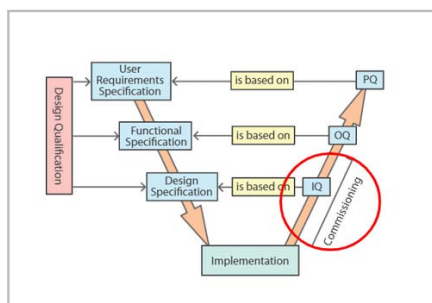 User
Requirements
Specification
is based on
PQ
Design Qualification
Functional
Specification
is based on
OQ
Design
Specification
is based on
IQ
Commissioning
Implementation